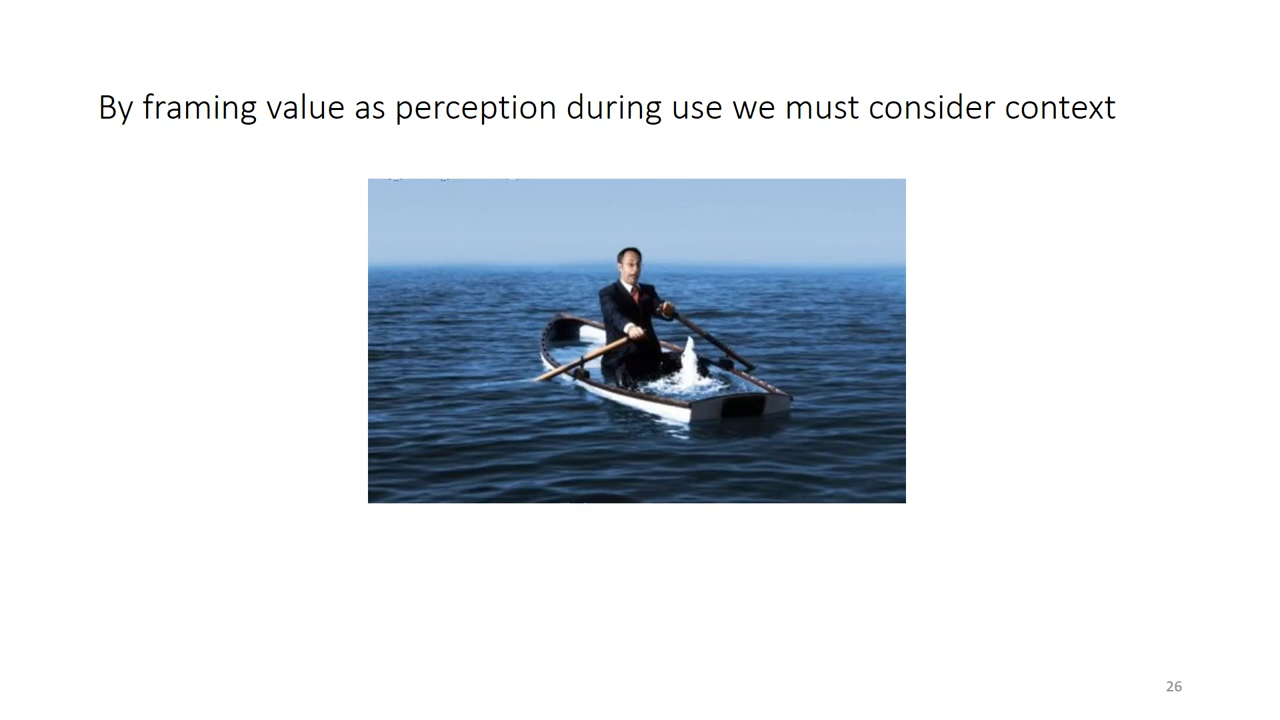 By framing value as perception during use we must consider context
26